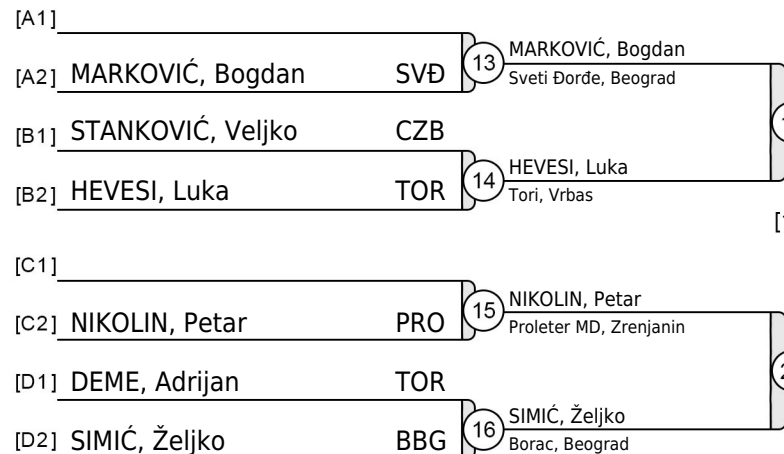 [A1]
[A2] MARKOVIĆ, Bogdan SVĐ
13
MARKOVIĆ, Bogdan
Sveti Đorđe, Beograd
[B1] STANKOVIĆ, Veljko CZB
[B2] HEVESI, Luka TOR
14
HEVESI, Luka
Tori, Vrbas
[C1]
[C2] NIKOLIN, Petar PRO
15
NIKOLIN, Petar
Proleter MD, Zrenjanin
[D1] DEME, Adrijan TOR
[D2] SIMIĆ, Željko BBG
16
SIMIĆ, Željko
Borac, Beograd